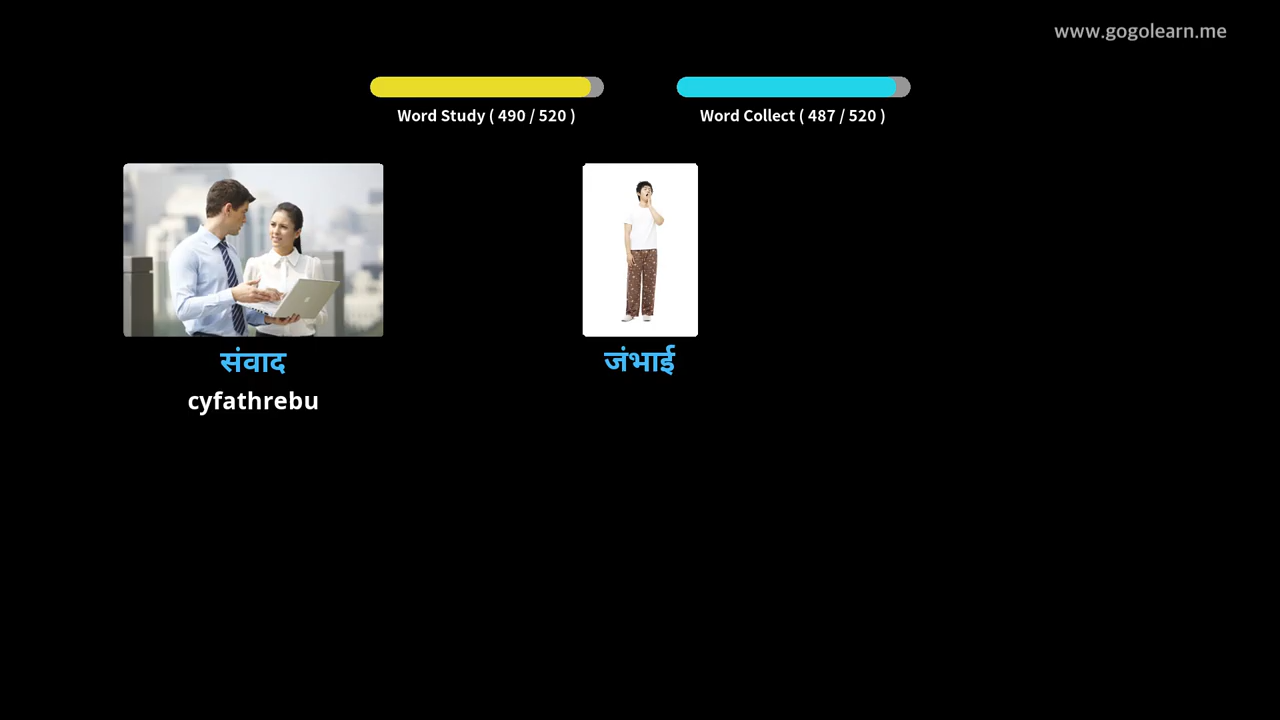 www.gogolearn.me
Word Study ( 490 / 520 )
Word Collect ( 487 / 520 )
संवाद
cyfathrebu
जंभाई